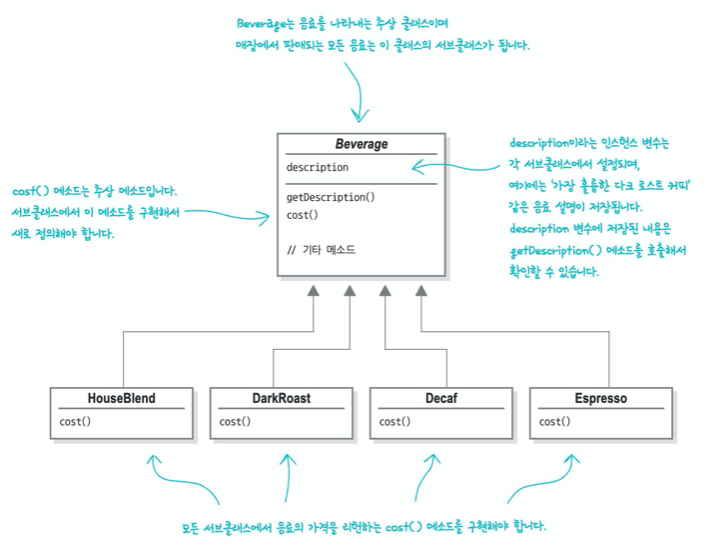 Beverage는 음료를 나타내는 추상 클래스이며
매장에서 판매되는 모든 음료는 이 클래스의 서브클래스가 됩니다.
Beverage
description
getDescription()
cost()
// 기타 메소드
cost() 메소드는 추상 메소드입니다.
서브클래스에서 이 메소드를 구현해서
새로 정의해야 합니다.
description이라는 인스턴스 변수는
각 서브클래스에서 설정되며,
여기에는 '가장 훌륭한 다크 로스트 커피'
같은 음료 설명이 저장됩니다.
description 변수에 저장된 내용은
getDescription() 메소드를 호출해서
확인할 수 있습니다.
HouseBlend
cost()
DarkRoast
cost()
Decaf
cost()
Espresso
cost()
모든 서브클래스에서 음료의 가격을 리턴하는 cost() 메소드를 구현해야 합니다.